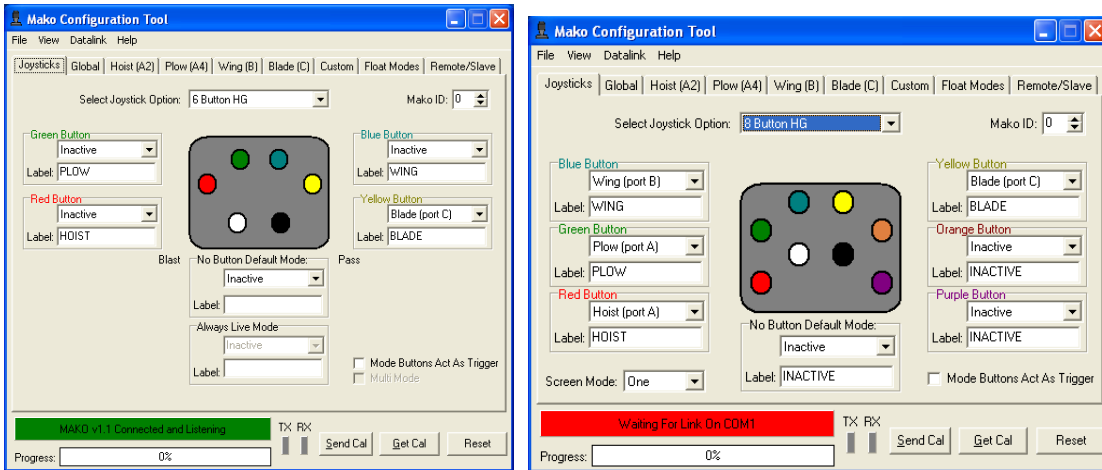 Mako Configuration Tool
File View Datalink Help
Joysticks Global Hoist (A2) Plow (A4) Wing (B) Blade (C) Custom Float Modes Remote/Slave
Select Joystick Option: 6 Button HG Mako ID: 0
Green Button
Inactive
Label: PLOW
Red Button
Inactive
Label: HOIST
Blue Button
Inactive
Label: WING
Yellow Button
Blade (port C)
Label: BLADE
Blast No Button Default Mode: Pass
Inactive
Label:
Always Live Mode
Inactive
Label:
Mode Buttons Act As Trigger
Multi Mode
MAKO v1.1 Connected and Listening
TX RX
Send Cal Get Cal Reset
Progress: 0%
Mako Configuration Tool
File View Datalink Help
Joysticks Global Hoist (A2) Plow (A4) Wing (B) Blade (C) Custom Float Modes Remote/Slave
Select Joystick Option: 8 Button HG Mako ID: 0
Blue Button
Wing (port B)
Label: WING
Green Button
Plow (port A)
Label: PLOW
Red Button
Hoist (port A)
Label: HOIST
Yellow Button
Blade (port C)
Label: BLADE
Orange Button
Inactive
Label: INACTIVE
Purple Button
Inactive
Label: INACTIVE
No Button Default Mode:
Inactive
Label: INACTIVE
Screen Mode: One
Mode Buttons Act As Trigger
Waiting For Link On COM1
TX RX
Send Cal Get Cal Reset
Progress: 0%